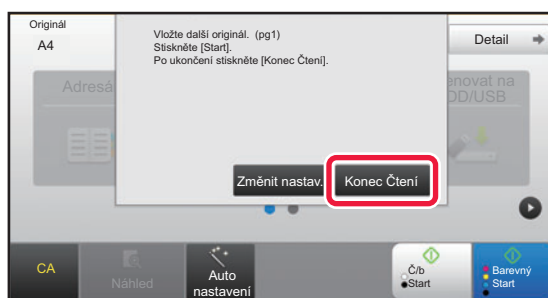 Originál
A4
Vložte další originál. (pg1)
Stiskněte [Start].
Po ukončení stiskněte [Konec Čtení].
Detail
Adresá
enovat na
DD/USB
Změnit nastav.
Konec Čtení
CA
Náhled
Auto
nastavení
Č/b
Start
Barevný
Start